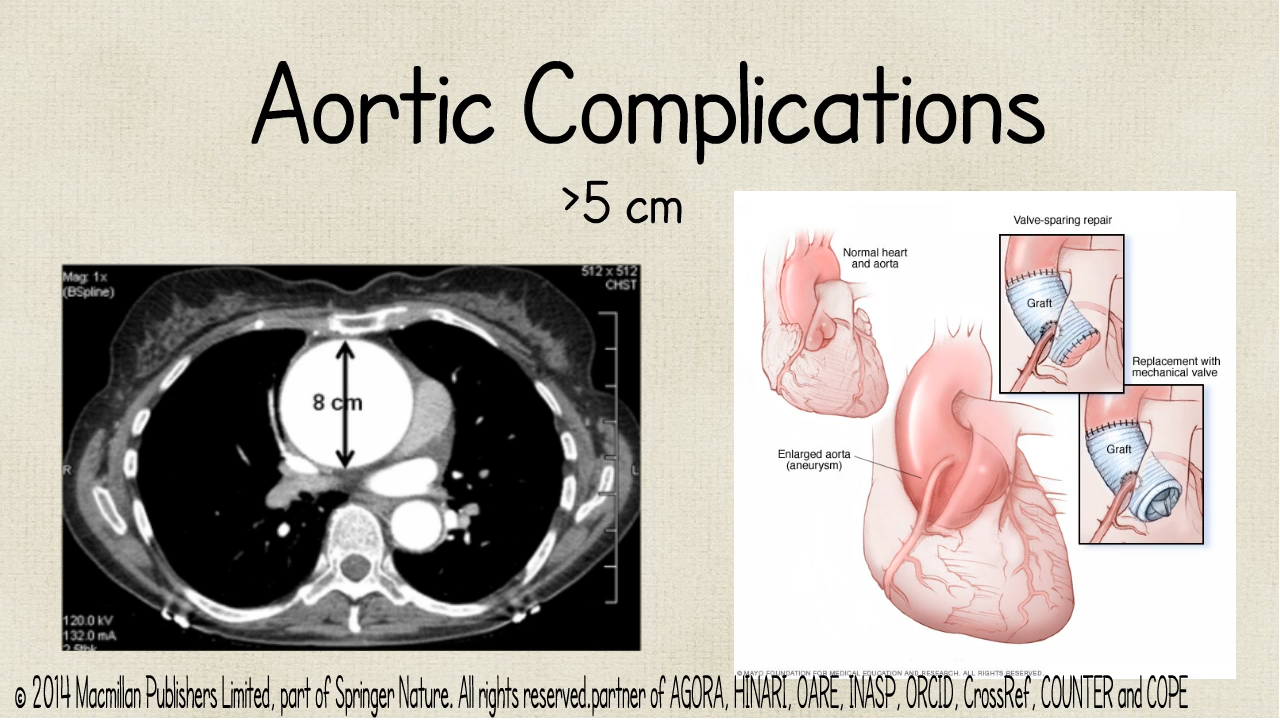 Aortic Complications
>5 cm
Mag: 1x
(BSpline)
512 x 512
CHST
8 cm
R
L
120.0 kV
132.0 mA
Normal heart
and aorta
Valve-sparing repair
Graft
Replacement with
mechanical valve
Graft
Enlarged aorta
(aneurysm)
© MAYO FOUNDATION FOR MEDICAL EDUCATION AND RESEARCH. ALL RIGHTS RESERVED
© 2014 Macmillan Publishers Limited, part of Springer Nature. All rights reserved.partner of AGORA, HINARI, OARE, INASP, ORCID, CrossRef, COUNTER and COPE